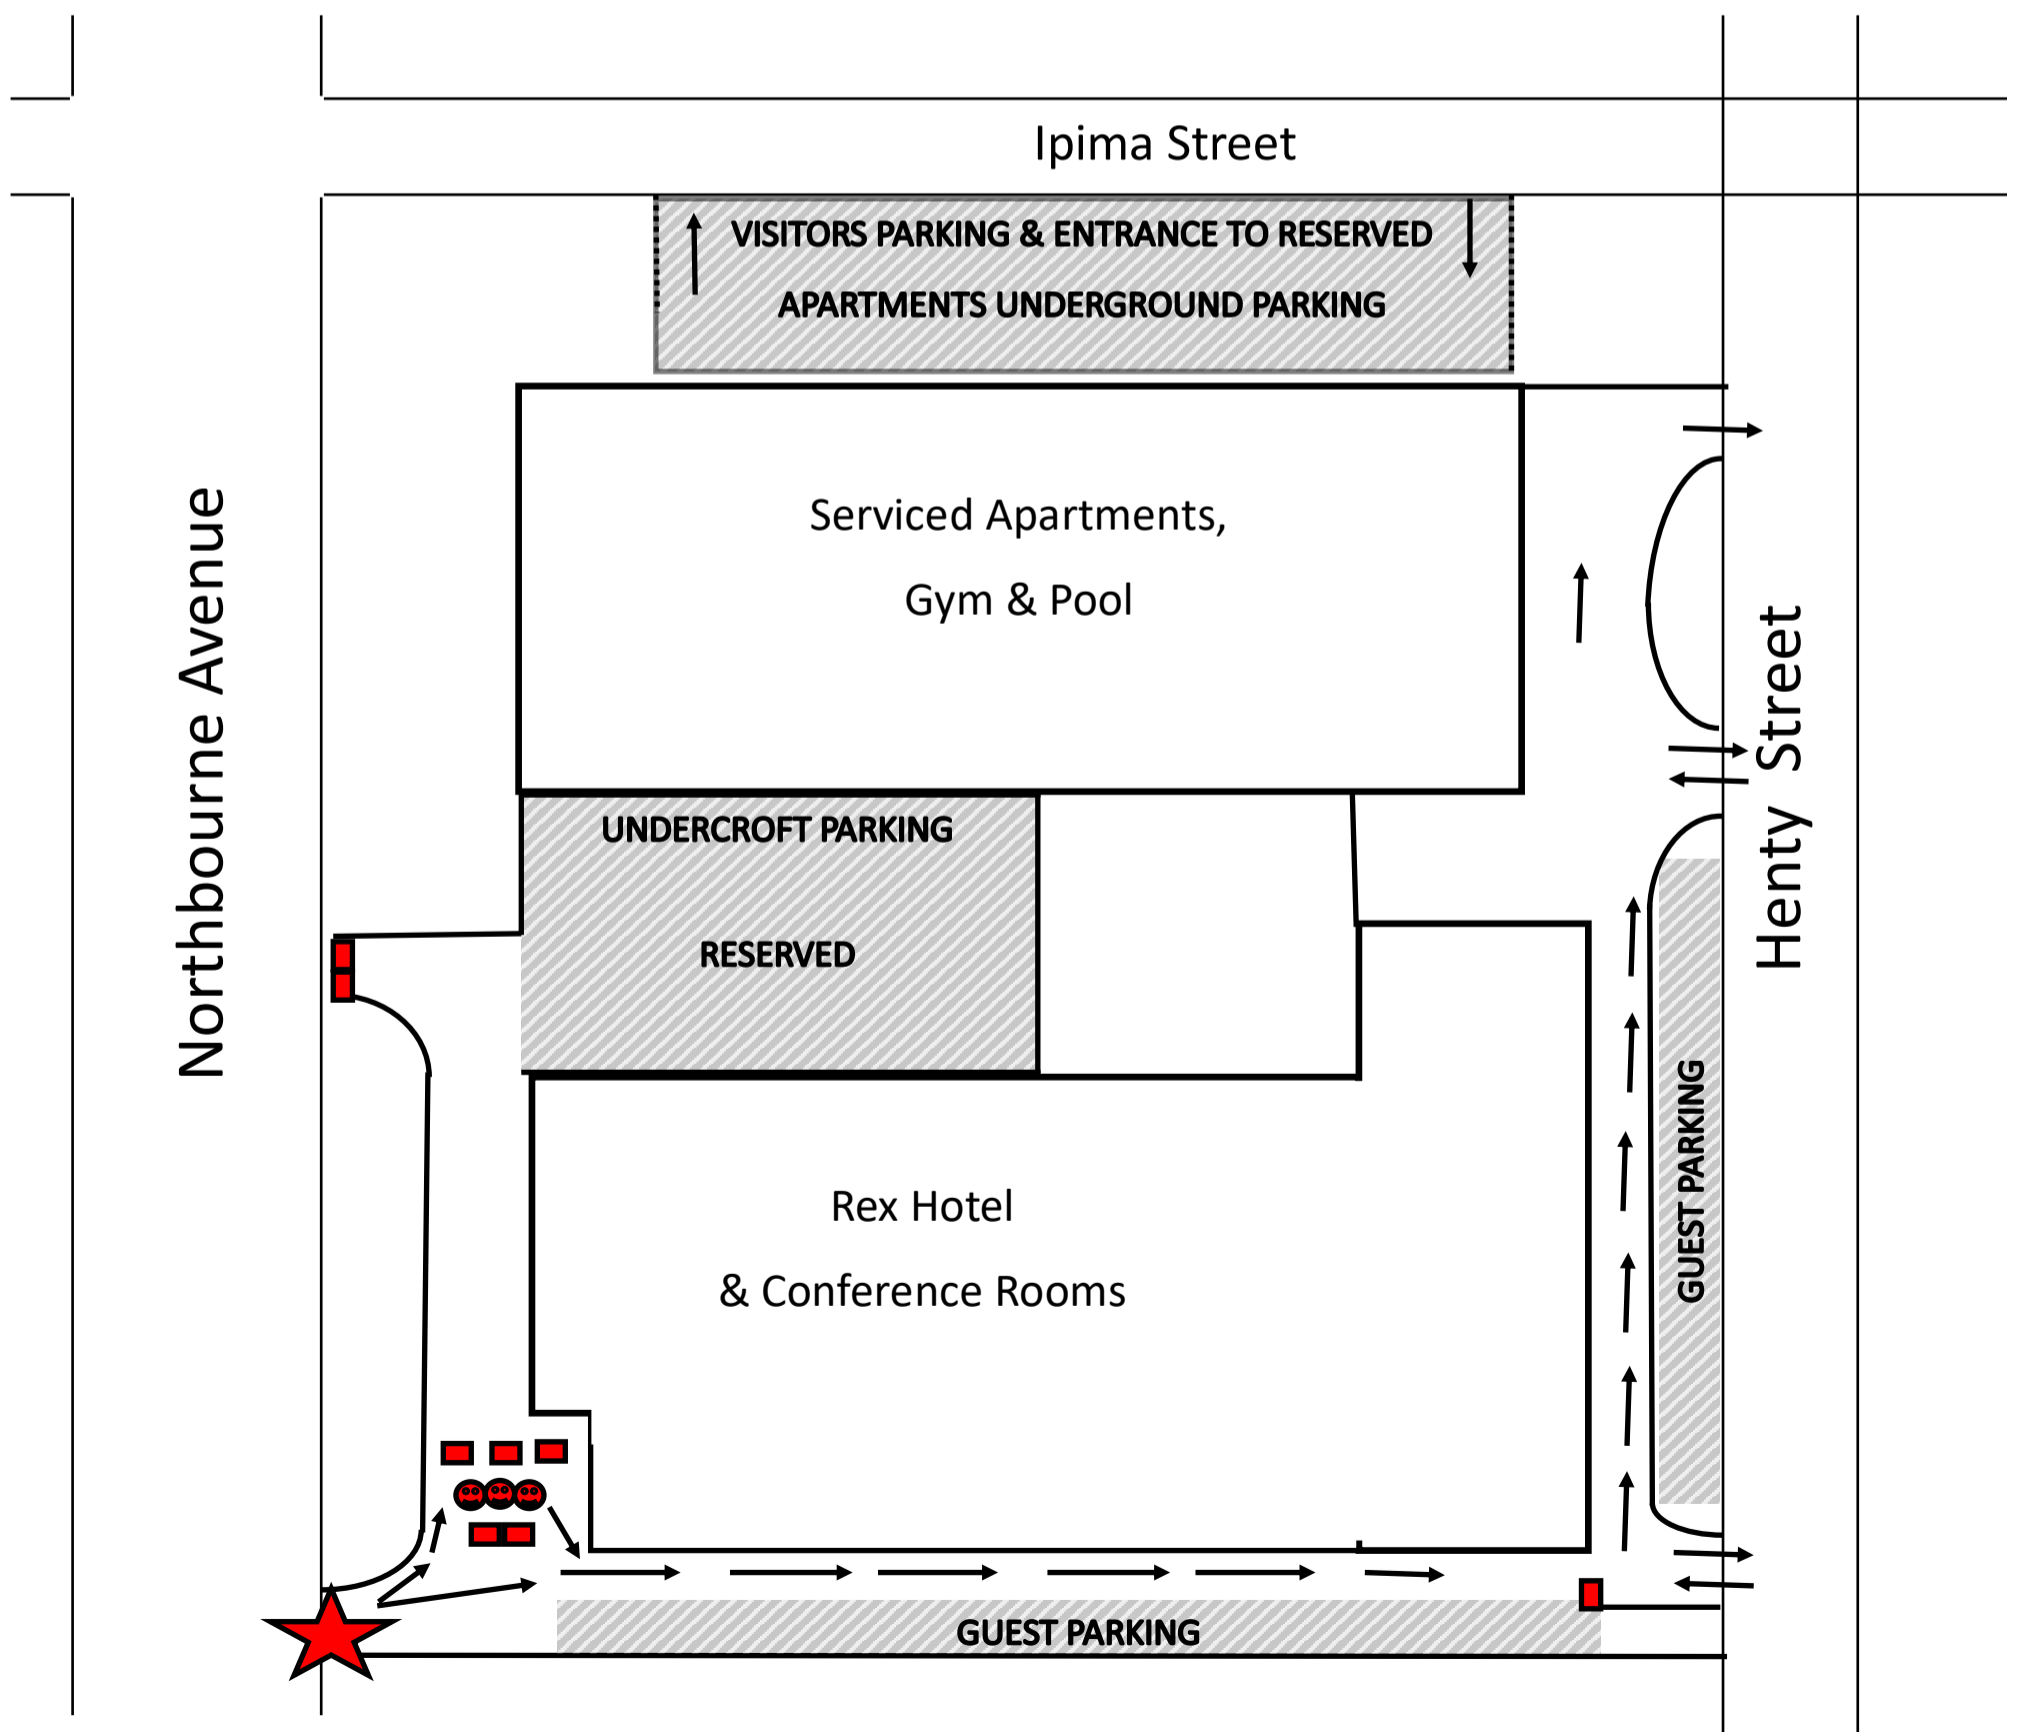 Ipima Street
VISITORS PARKING & ENTRANCE TO RESERVED
APARTMENTS UNDERGROUND PARKING
Serviced Apartments,
Gym & Pool
Northbourne Avenue
Henty Street
UNDERCROFT PARKING
RESERVED
GUEST PARKING
Rex Hotel
& Conference Rooms
GUEST PARKING